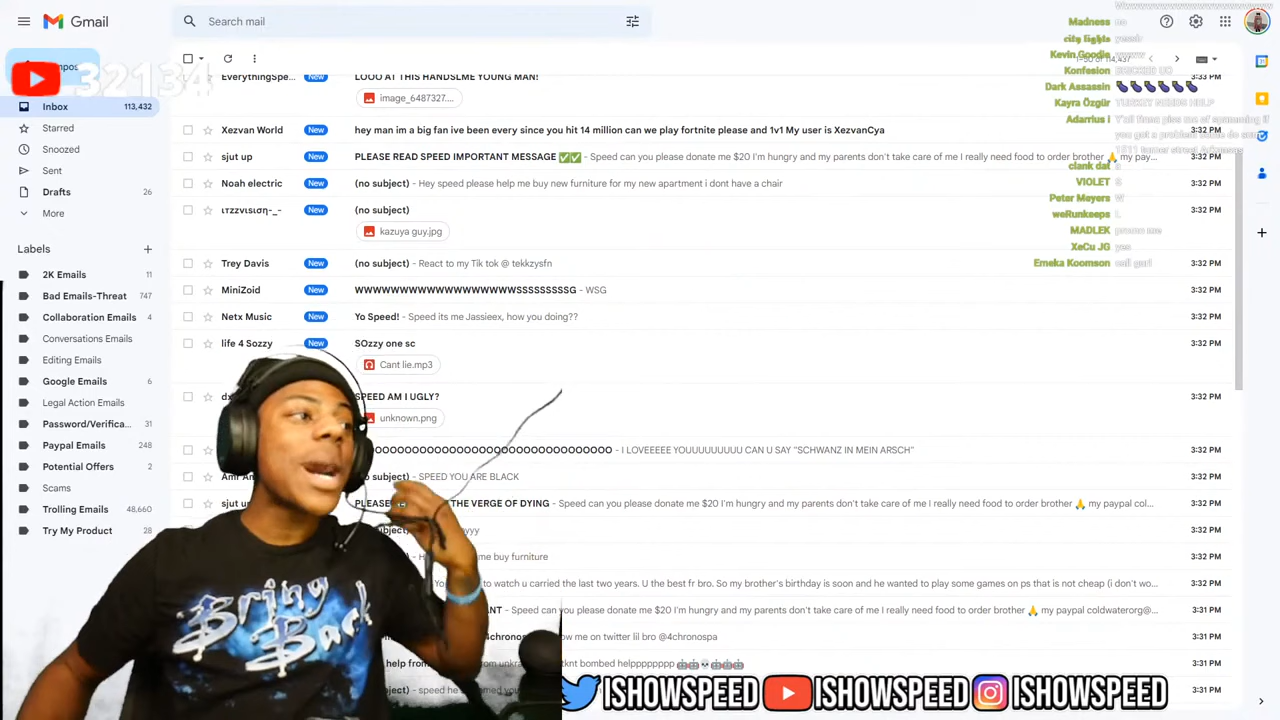 Gmail
Search mail
32134
Inbox 113,432
Starred
Snoozed
Sent
Drafts 26
More
Labels
2K Emails 11
Bad Emails-Threat 747
Collaboration Emails 4
Conversations Emails
Editing Emails
Google Emails 6
Legal Action Emails
Password/Verifica... 31
Paypal Emails 248
Potential Offers 2
Scams
Trolling Emails 48,660
Try My Product 28
EverythingSpe... New LOOO AT THIS HANDSLME YOUNG MAN! 3:33 PM
image_6487327....
Xezvan World New hey man im a big fan ive been every since you hit 14 million can we play fortnite please and 1v1 My user is XezvanCya 3:32 PM
sjut up New PLEASE READ SPEED IMPORTANT MESSAGE ✅✅ - Speed can you please donate me $20 I'm hungry and my parents don't take care of me I really need food to order brother 🙏 my pay... 3:32 PM
Noah electric New (no subject) - Hey speed please help me buy new furniture for my new apartment i dont have a chair 3:32 PM
ιтzzvιѕιση-_- New (no subject) 3:32 PM
kazuya guy.jpg
Trey Davis New (no subject) - React to my Tik tok @ tekkzysfn 3:32 PM
MiniZoid New WWWWWWWWWWWWWWWWWWSSSSSSSSSG - WSG 3:32 PM
Netx Music New Yo Speed! - Speed its me Jassieex, how you doing?? 3:32 PM
life 4 Sozzy New SOzzy one sc 3:32 PM
Cant lie.mp3
SPEED AM I UGLY? 3:32 PM
unknown.png
- I LOVEEEEE YOUUUUUUUUU CAN U SAY "SCHWANZ IN MEIN ARSCH" 3:32 PM
subject) - SPEED YOU ARE BLACK 3:32 PM
sjut THE VERGE OF DYING - Speed can you please donate me $20 I'm hungry and my parents don't take care of me I really need food to order brother 🙏 my paypal col... 3:32 PM
3:32 PM
me buy furniture 3:32 PM
to watch u carried the last two years. U the best fr bro. So my brother's birthday is soon and he wanted to play some games on ps that is not cheap (i don't wo... 3:32 PM
- Speed can you please donate me $20 I'm hungry and my parents don't take care of me I really need food to order brother 🙏 my paypal coldwaterorg@... 3:31 PM
me on twitter lil bro @4chronospa 3:31 PM
help from bombed helppppppp 3:31 PM
3:31 PM
Madness no
city lights yessir
Kevin Goodie
Konfesion
Dark Assassin 🍆🍆🍆🍆🍆🍆
Kayra Özgür TURKEY NEEDS HELP
Adarrius I
clank dat
VIOLET S
Peter Meyers W
weRunkeeps L
MADLEK
XeCu JG yes
Emeka Koomson call gurl
Bring
Back
ISHOWSPEED ISHOWSPEED ISHOWSPEED